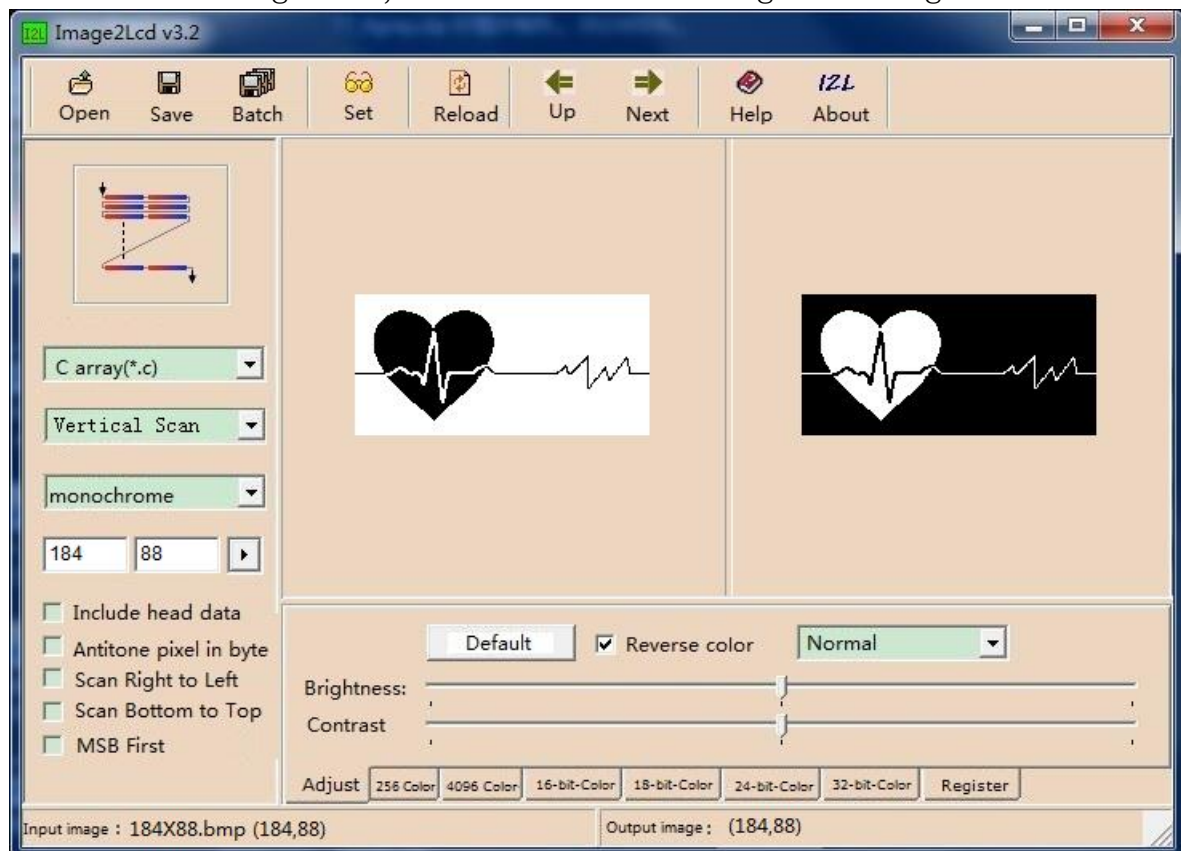 I2L Image2Lcd v3.2
Open Save Batch Set Reload Up Next Help I2L About
C array(*.c)
Vertical Scan
monochrome
184 88
Include head data
Antitone pixel in byte
Scan Right to Left
Scan Bottom to Top
MSB First
Default Reverse color Normal
Brightness:
Contrast
Adjust 256 Color 4096 Color 16-bit-Color 18-bit-Color 24-bit-Color 32-bit-Color Register
Input image : 184X88.bmp (184,88) Output image : (184,88)